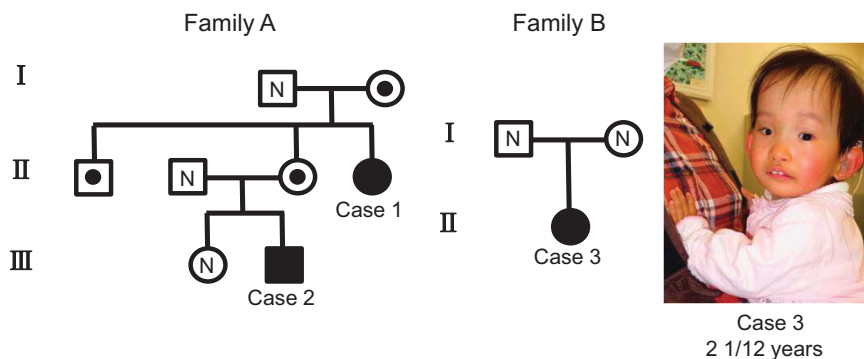 Family A
Family B
Ⅰ
N
Ⅱ
N
Case 1
Ⅲ
N
Case 2
Ⅰ
N
N
Ⅱ
Case 3
Case 3
2 1/12 years